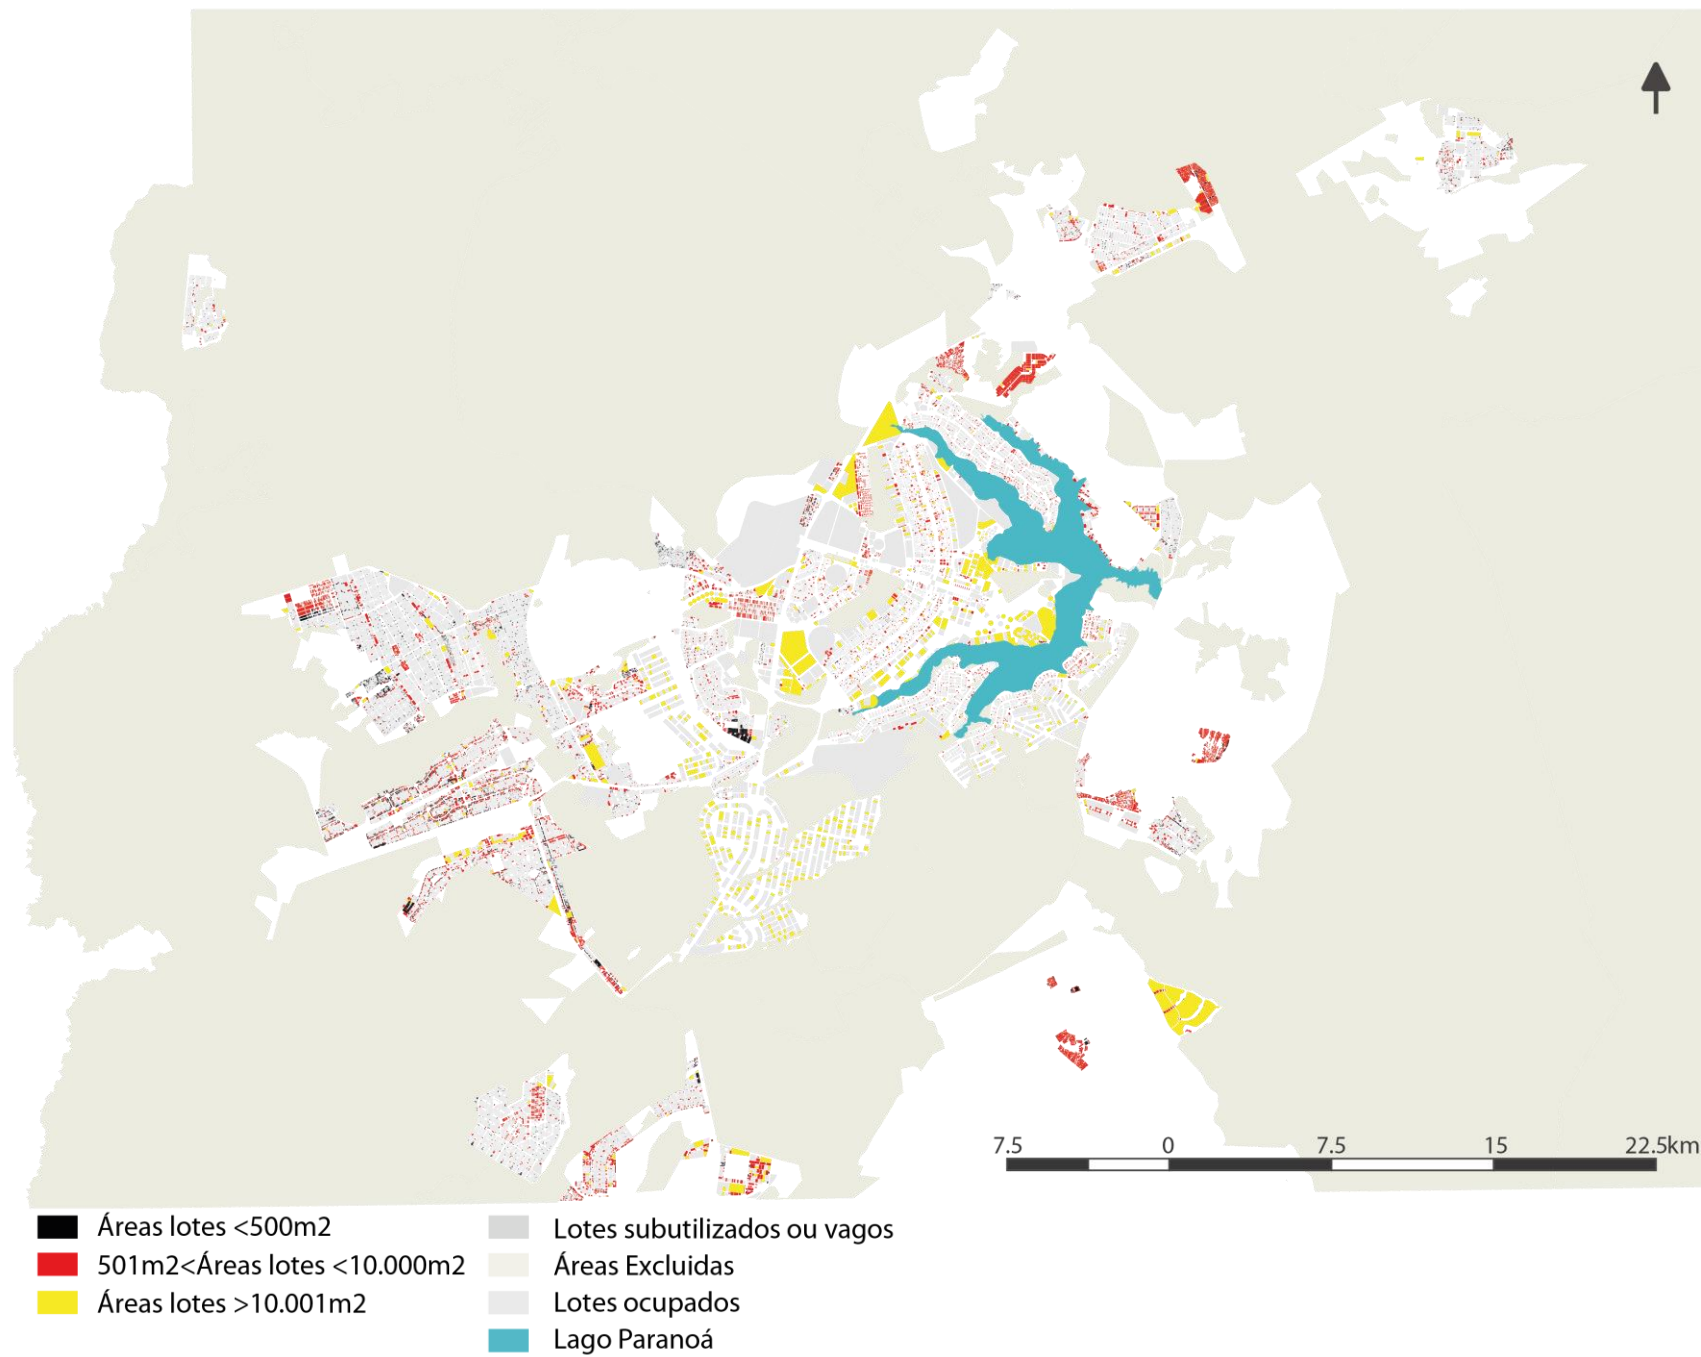 7.5 0 7.5 15 22.5km
Áreas lotes <500m2
501m2<Áreas lotes <10.000m2
Áreas lotes >10.001m2
Lotes subutilizados ou vagos
Áreas Excluidas
Lotes ocupados
Lago Paranoá